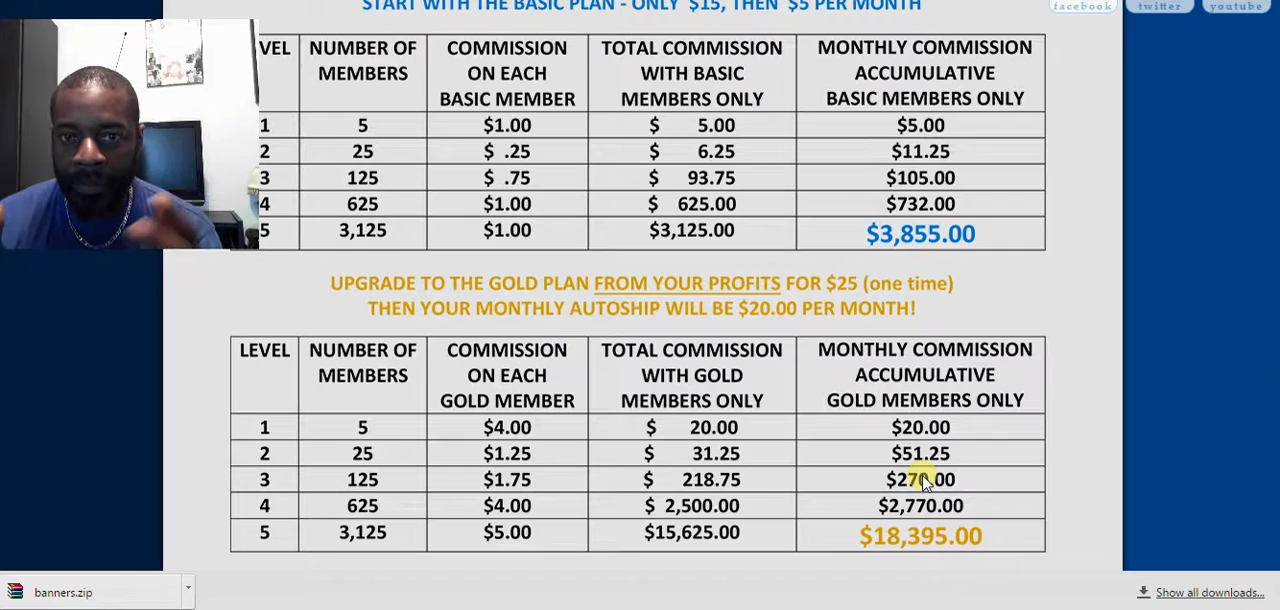 START WITH THE BASIC PLAN - ONLY $15, THEN $5 PER MONTH
facebook twitter youtube
VEL NUMBER OF MEMBERS COMMISSION ON EACH BASIC MEMBER TOTAL COMMISSION WITH BASIC MEMBERS ONLY MONTHLY COMMISSION ACCUMULATIVE BASIC MEMBERS ONLY
1 5 $1.00 $ 5.00 $5.00
2 25 $ .25 $ 6.25 $11.25
3 125 $ .75 $ 93.75 $105.00
4 625 $1.00 $ 625.00 $732.00
5 3,125 $1.00 $3,125.00 $3,855.00
UPGRADE TO THE GOLD PLAN FROM YOUR PROFITS FOR $25 (one time)
THEN YOUR MONTHLY AUTOSHIP WILL BE $20.00 PER MONTH!
LEVEL NUMBER OF MEMBERS COMMISSION ON EACH GOLD MEMBER TOTAL COMMISSION WITH GOLD MEMBERS ONLY MONTHLY COMMISSION ACCUMULATIVE GOLD MEMBERS ONLY
1 5 $4.00 $ 20.00 $20.00
2 25 $1.25 $ 31.25 $51.25
3 125 $1.75 $ 218.75 $270.00
4 625 $4.00 $ 2,500.00 $2,770.00
5 3,125 $5.00 $15,625.00 $18,395.00
banners.zip
Show all downloads...